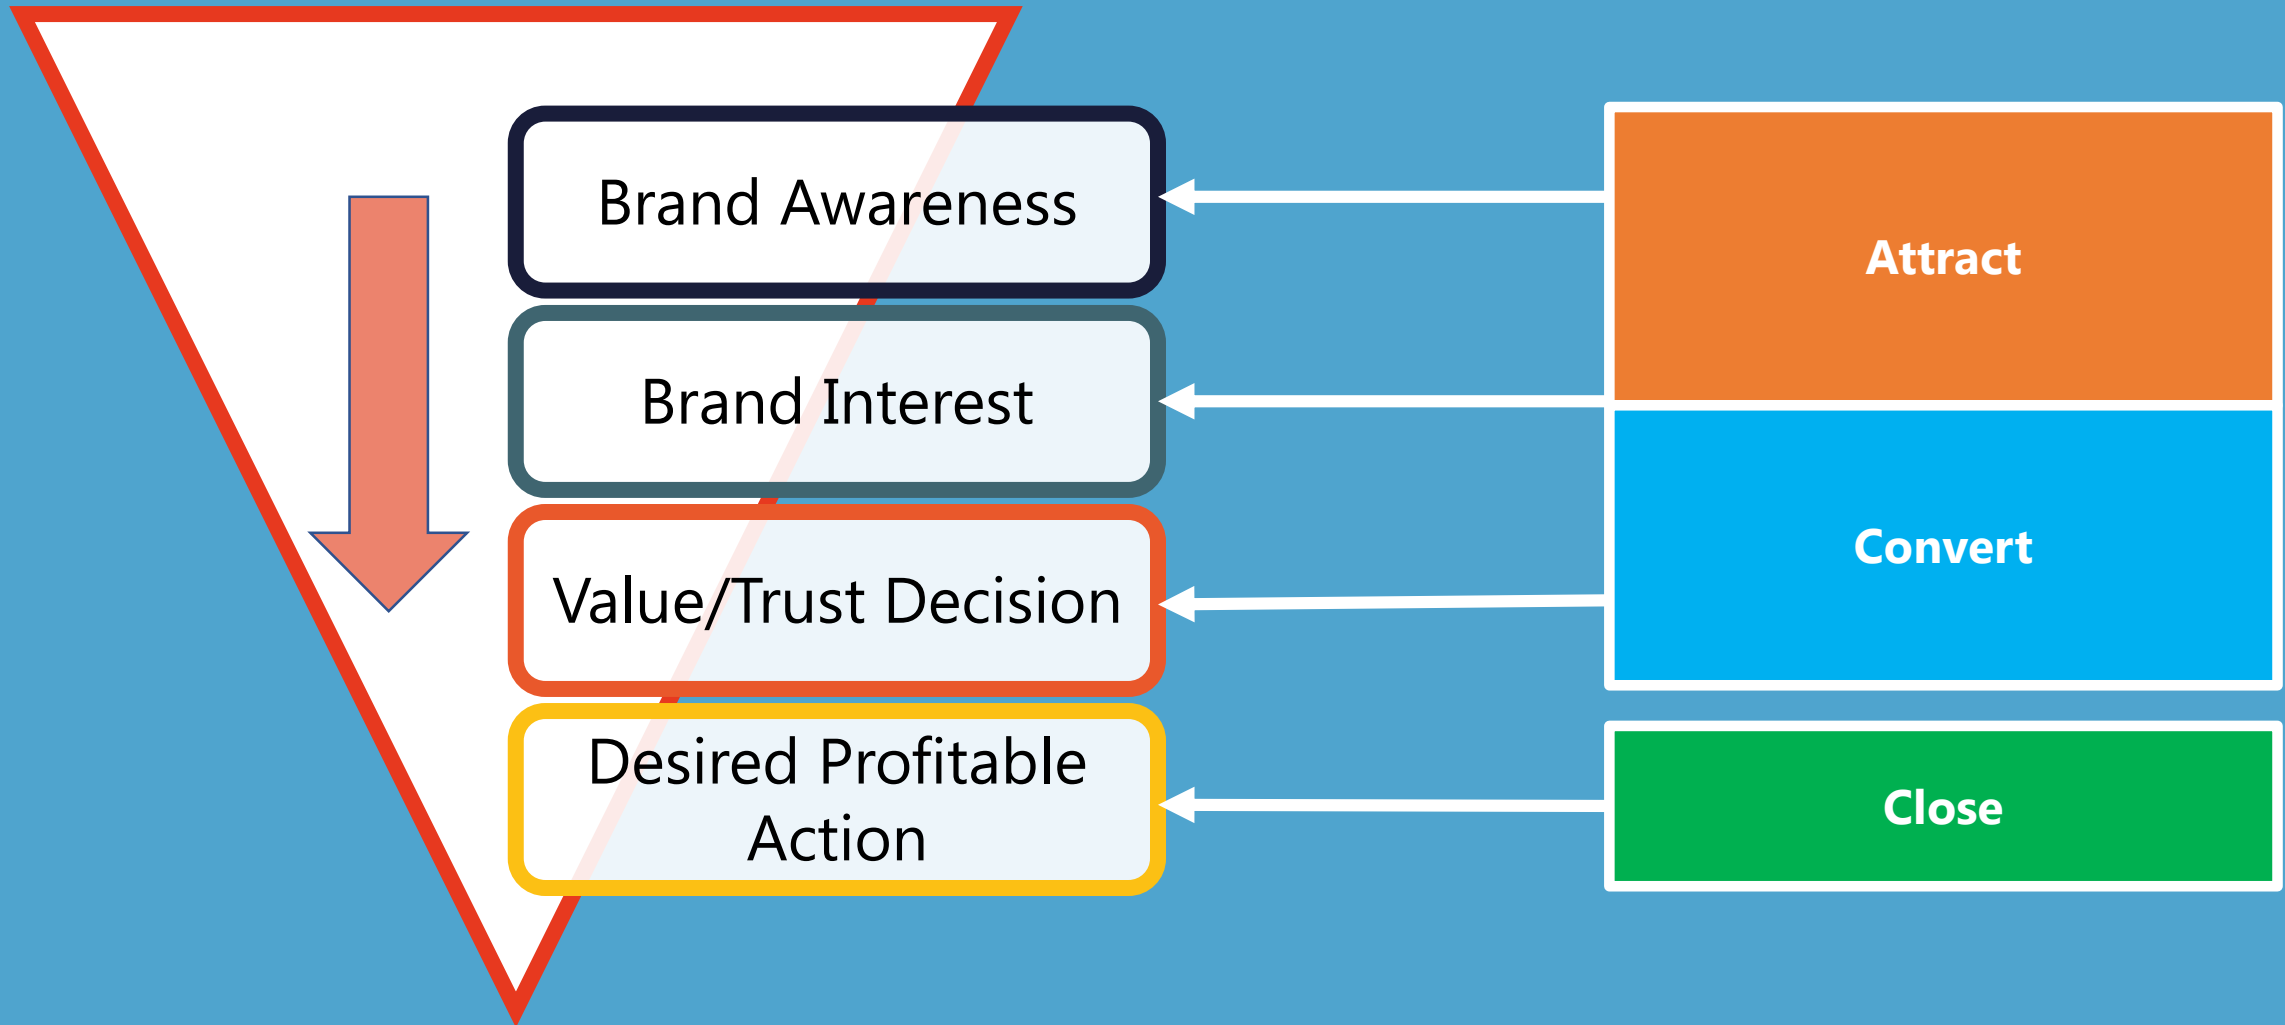 Brand Awareness
Brand Interest
Value/Trust Decision
Desired Profitable
Action
Attract
Convert
Close